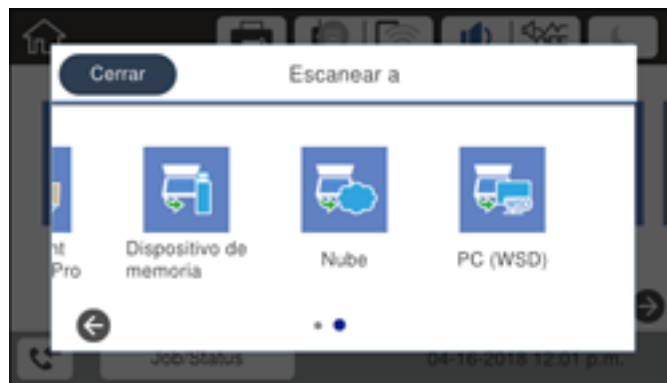 Cerrar
Escanear a
nt
Pro
Dispositivo de
memoria
Nube
PC (WSD)
Job/Status
04-16-2018 12:01 p.m.